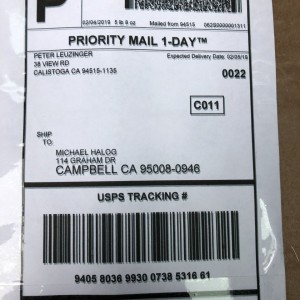 P
02/04/2019 5 lb 9 oz Mailed from 94515 062S0000001311
PRIORITY MAIL 1-DAY™
PETER LEUZINGER
38 VIEW RD
CALISTOGA CA 94515-1135
Expected Delivery Date: 02/05/19
0022
C011
SHIP
TO:
MICHAEL HALOG
114 GRAHAM DR
CAMPBELL CA 95008-0946
USPS TRACKING #
9405 8036 9930 0738 5316 61